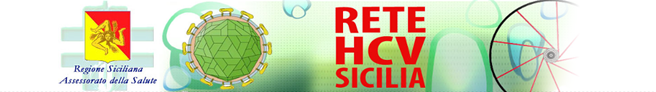 Regione Siciliana
Assessorato della Salute
RETE
HCV
SICILIA